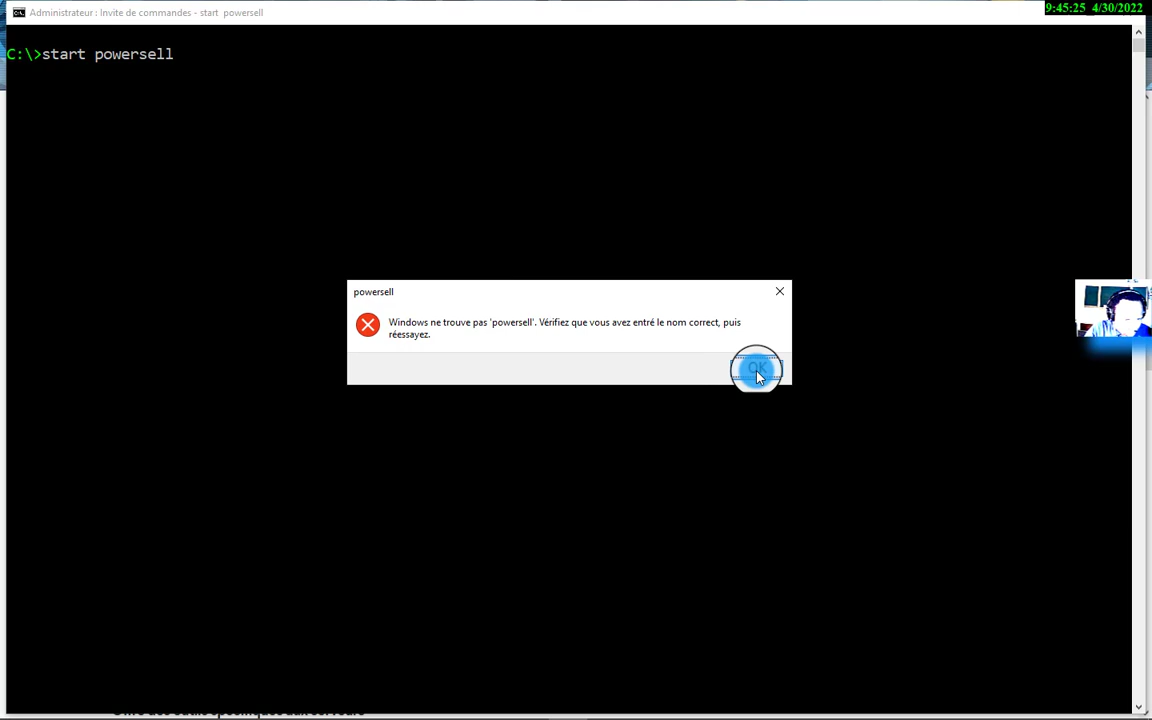 Administrateur : Invite de commandes - start  powersell
9:45:25 4/30/2022
C:\>start powersell
powersell
Windows ne trouve pas 'powersell'. Vérifiez que vous avez entré le nom correct, puis
réessayez.
OK